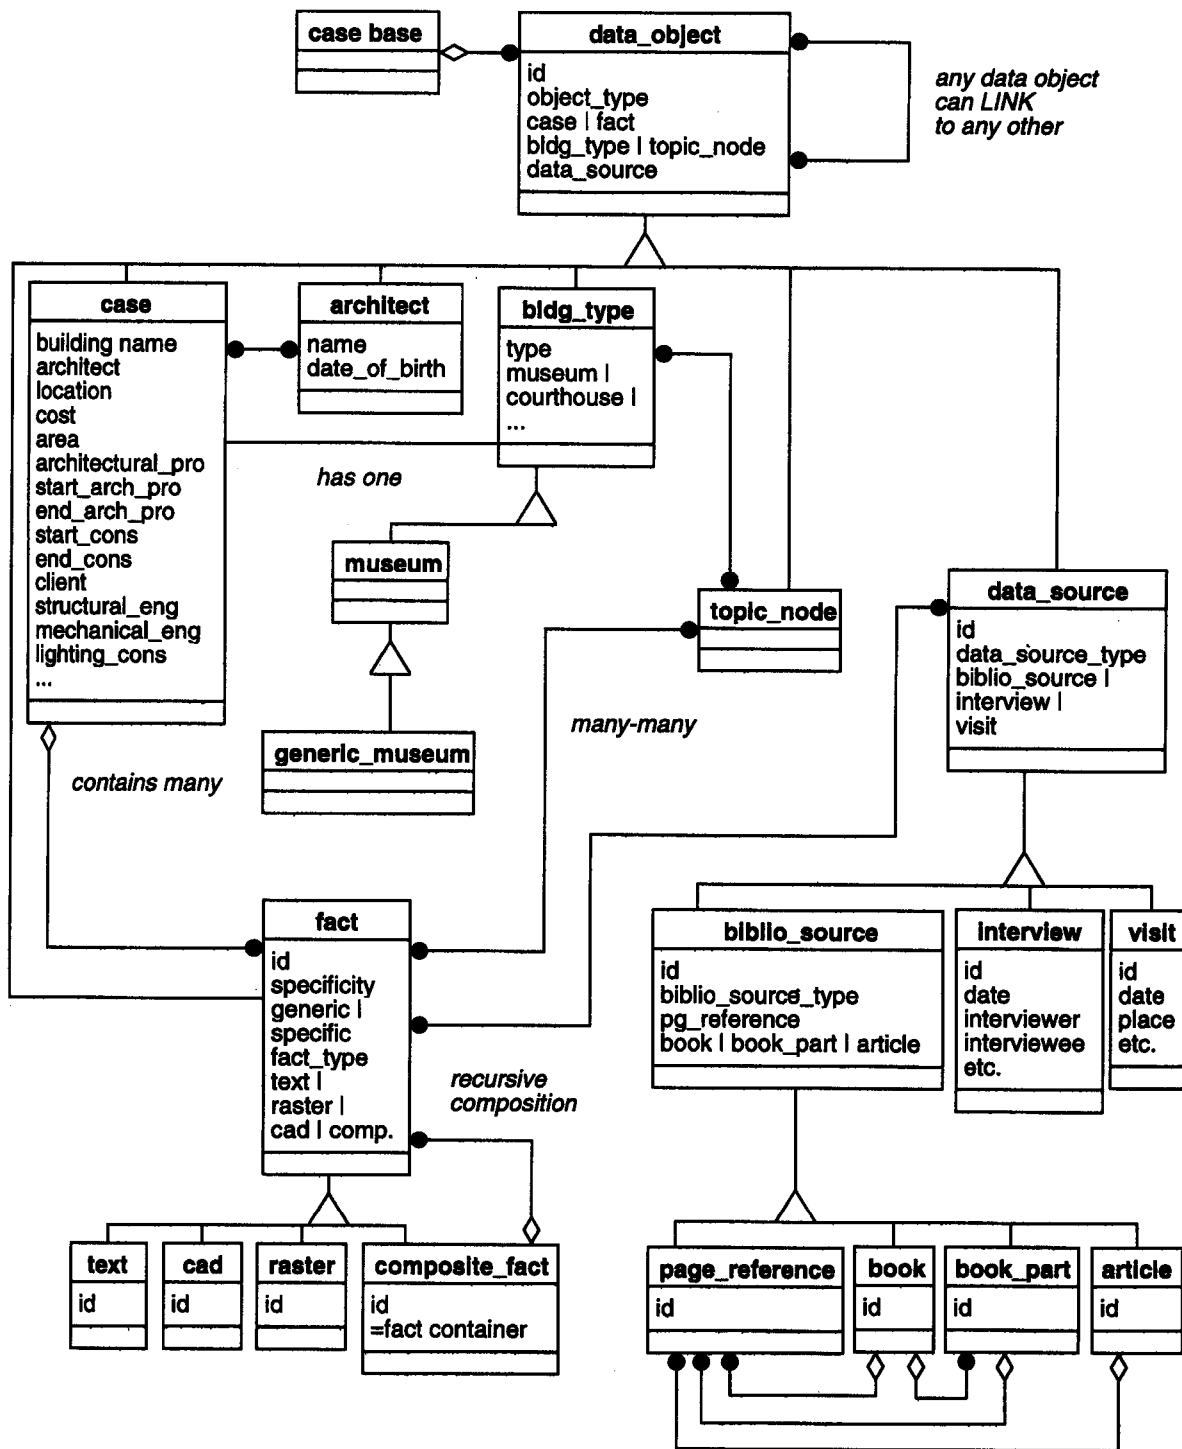 case base
data_object
id
object_type
case | fact
bldg_type | topic_node
data_source
any data object
can LINK
to any other
case
building name
architect
location
cost
area
architectural_pro
start_arch_pro
end_arch_pro
start_cons
end_cons
client
structural_eng
mechanical_eng
lighting_cons
...
architect
name
date_of_birth
bldg_type
type
museum |
courthouse |
...
has one
museum
generic_museum
topic_node
data_source
id
data_source_type
biblio_source |
interview |
visit
many-many
contains many
fact
id
specificity
generic |
specific
fact_type
text |
raster |
cad | comp.
recursive
composition
biblio_source
id
biblio_source_type
pg_reference
book | book_part | article
interview
id
date
interviewer
interviewee
etc.
visit
id
date
place
etc.
text
id
cad
id
raster
id
composite_fact
id
=fact container
page_reference
id
book
id
book_part
id
article
id